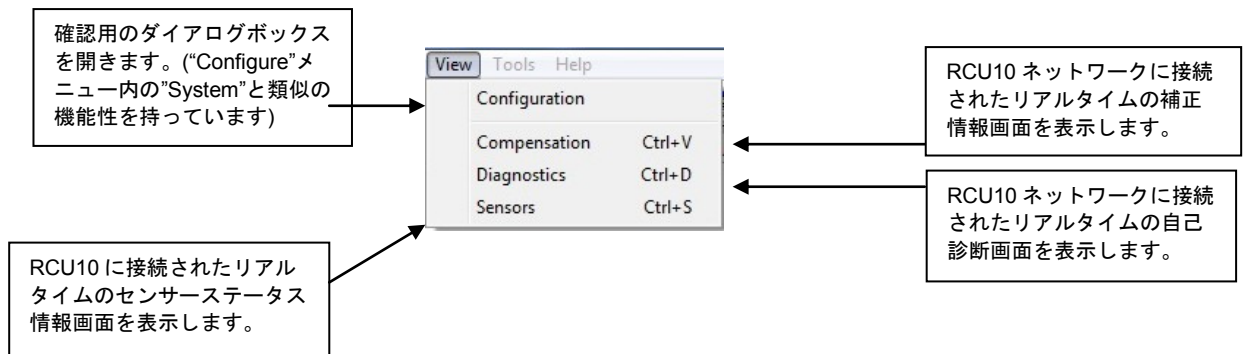 確認用のダイアログボックス
を開きます。(“Configure”メ
ニュー内の”System”と類似の
機能性を持っています)
View Tools Help
Configuration
Compensation Ctrl+V
Diagnostics Ctrl+D
Sensors Ctrl+S
RCU10 ネットワークに接続
されたリアルタイムの補正
情報画面を表示します。
RCU10 ネットワークに接続
されたリアルタイムの自己
診断画面を表示します。
RCU10 に接続されたリアル
タイムのセンサーステータス
情報画面を表示します。